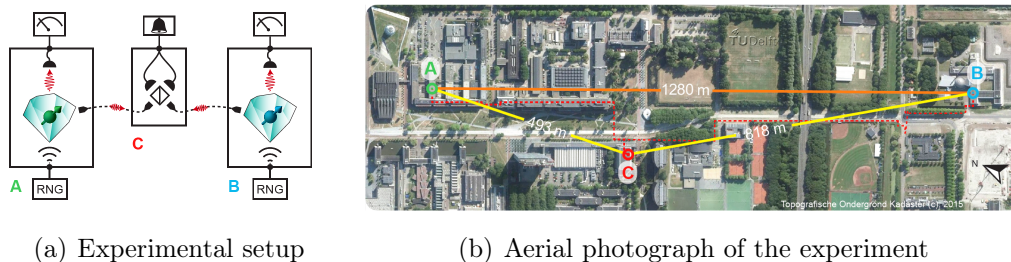 C
A
RNG
B
RNG
TUDelft
A
B
1280 m
493 m
818 m
C
N
Topografische Ondergrond Kadaster (c), 2015
(a) Experimental setup
(b) Aerial photograph of the experiment